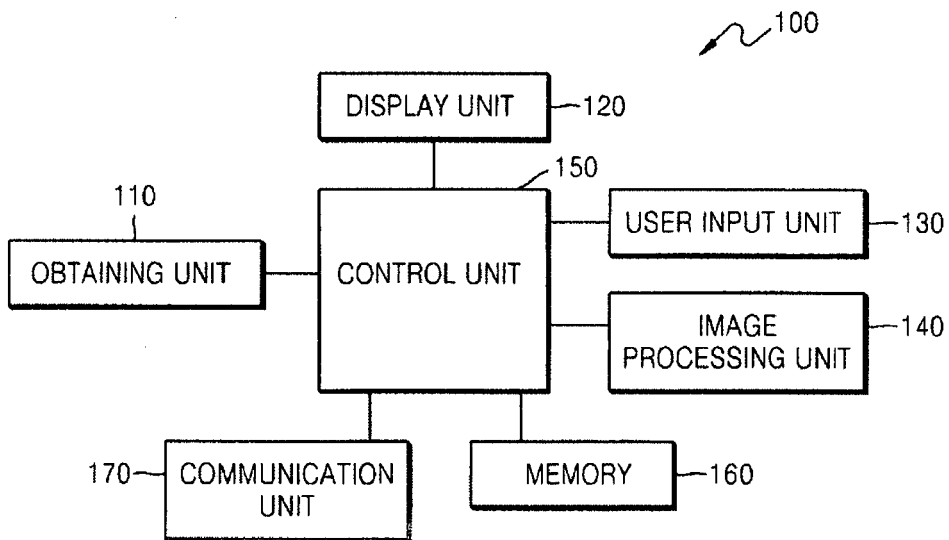 100
DISPLAY UNIT
120
150
110
USER INPUT UNIT
130
OBTAINING UNIT
CONTROL UNIT
IMAGE
PROCESSING UNIT
140
170
COMMUNICATION
UNIT
MEMORY
160